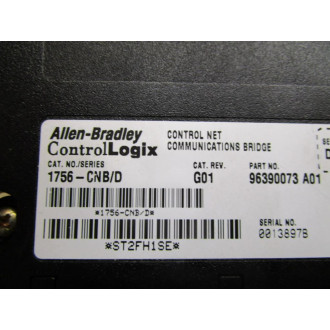 Allen-Bradley
ControlLogix
CONTROL NET
COMMUNICATIONS BRIDGE
CAT. NO./SERIES
CAT. REV.
PART NO.
1756-CNB/D
G01
96390073 A01
*1756-CNB/D*
SERIAL NO.
0013897B
*ST2FH1SE*